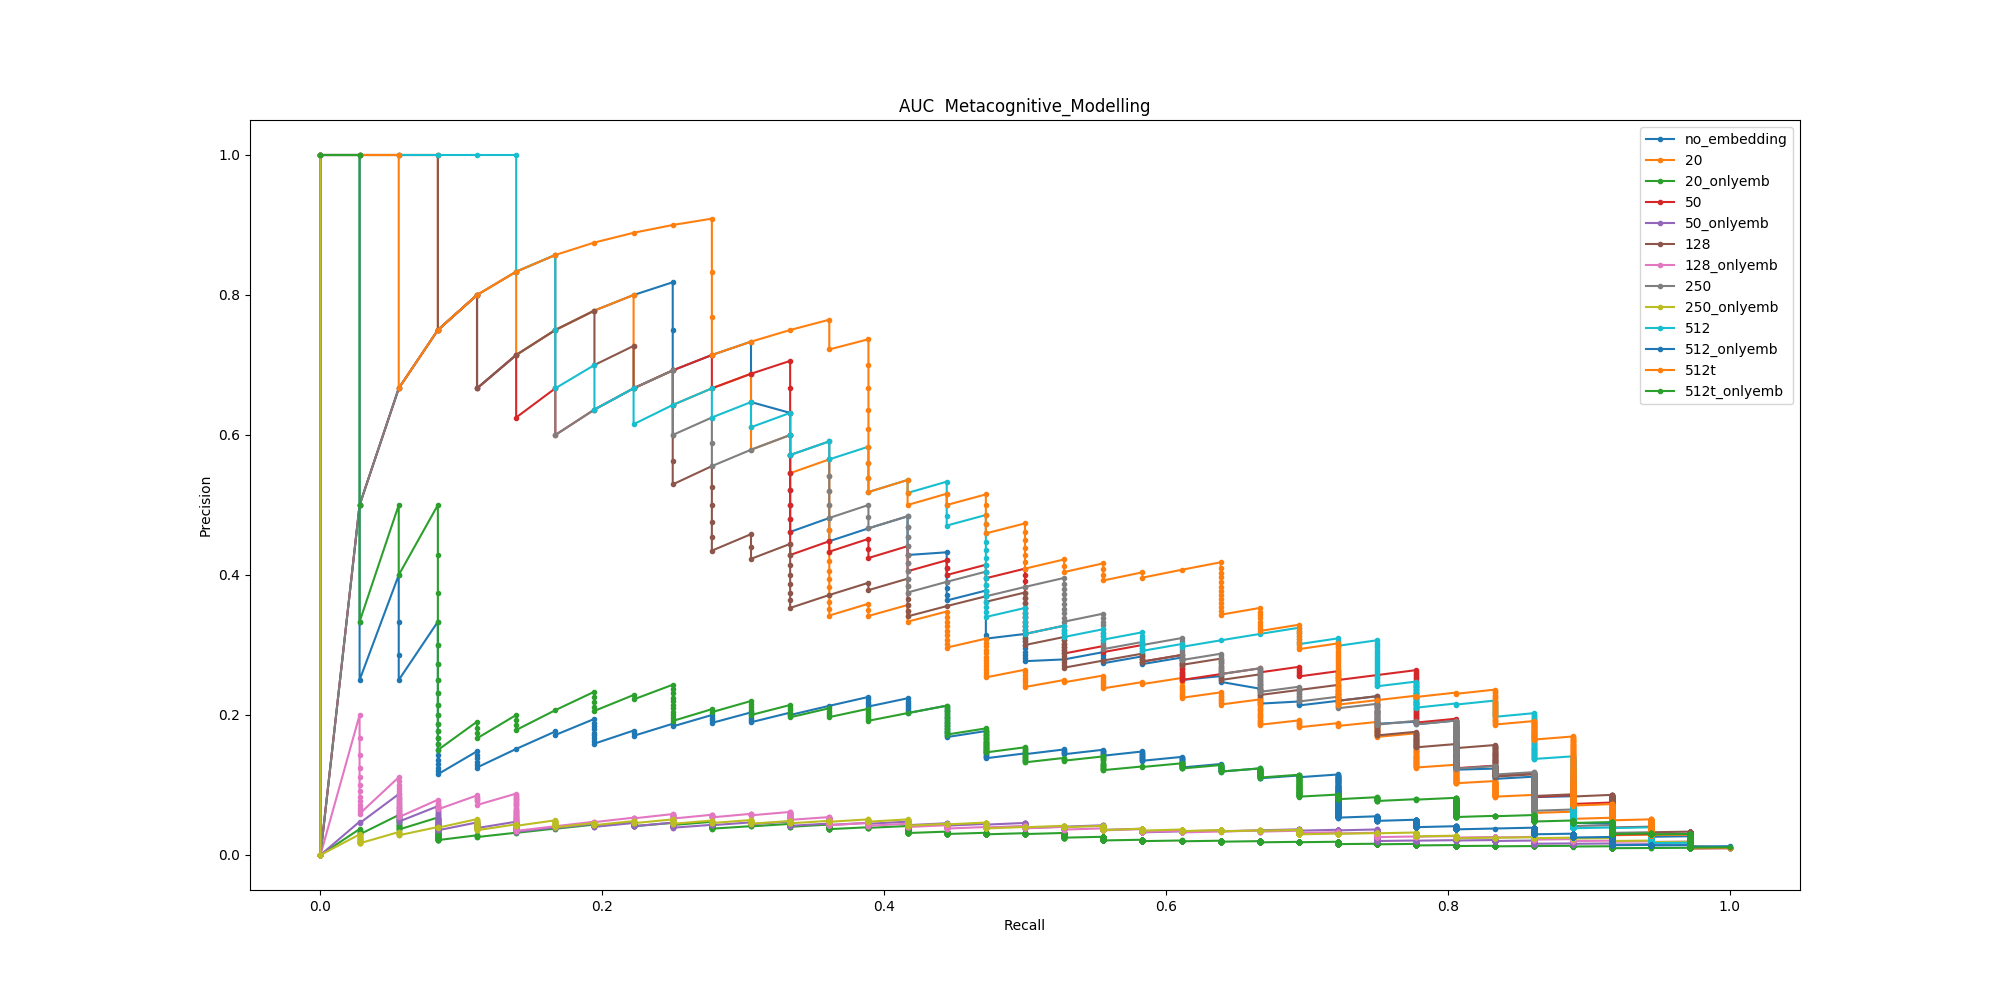 AUC  Metacognitive_Modelling
no_embedding
20
20_onlyemb
50
50_onlyemb
128
128_onlyemb
250
250_onlyemb
512
512_onlyemb
512t
512t_onlyemb
1.0
0.8
0.6
0.4
0.2
0.0
Precision
0.0 0.2 0.4 0.6 0.8 1.0
Recall